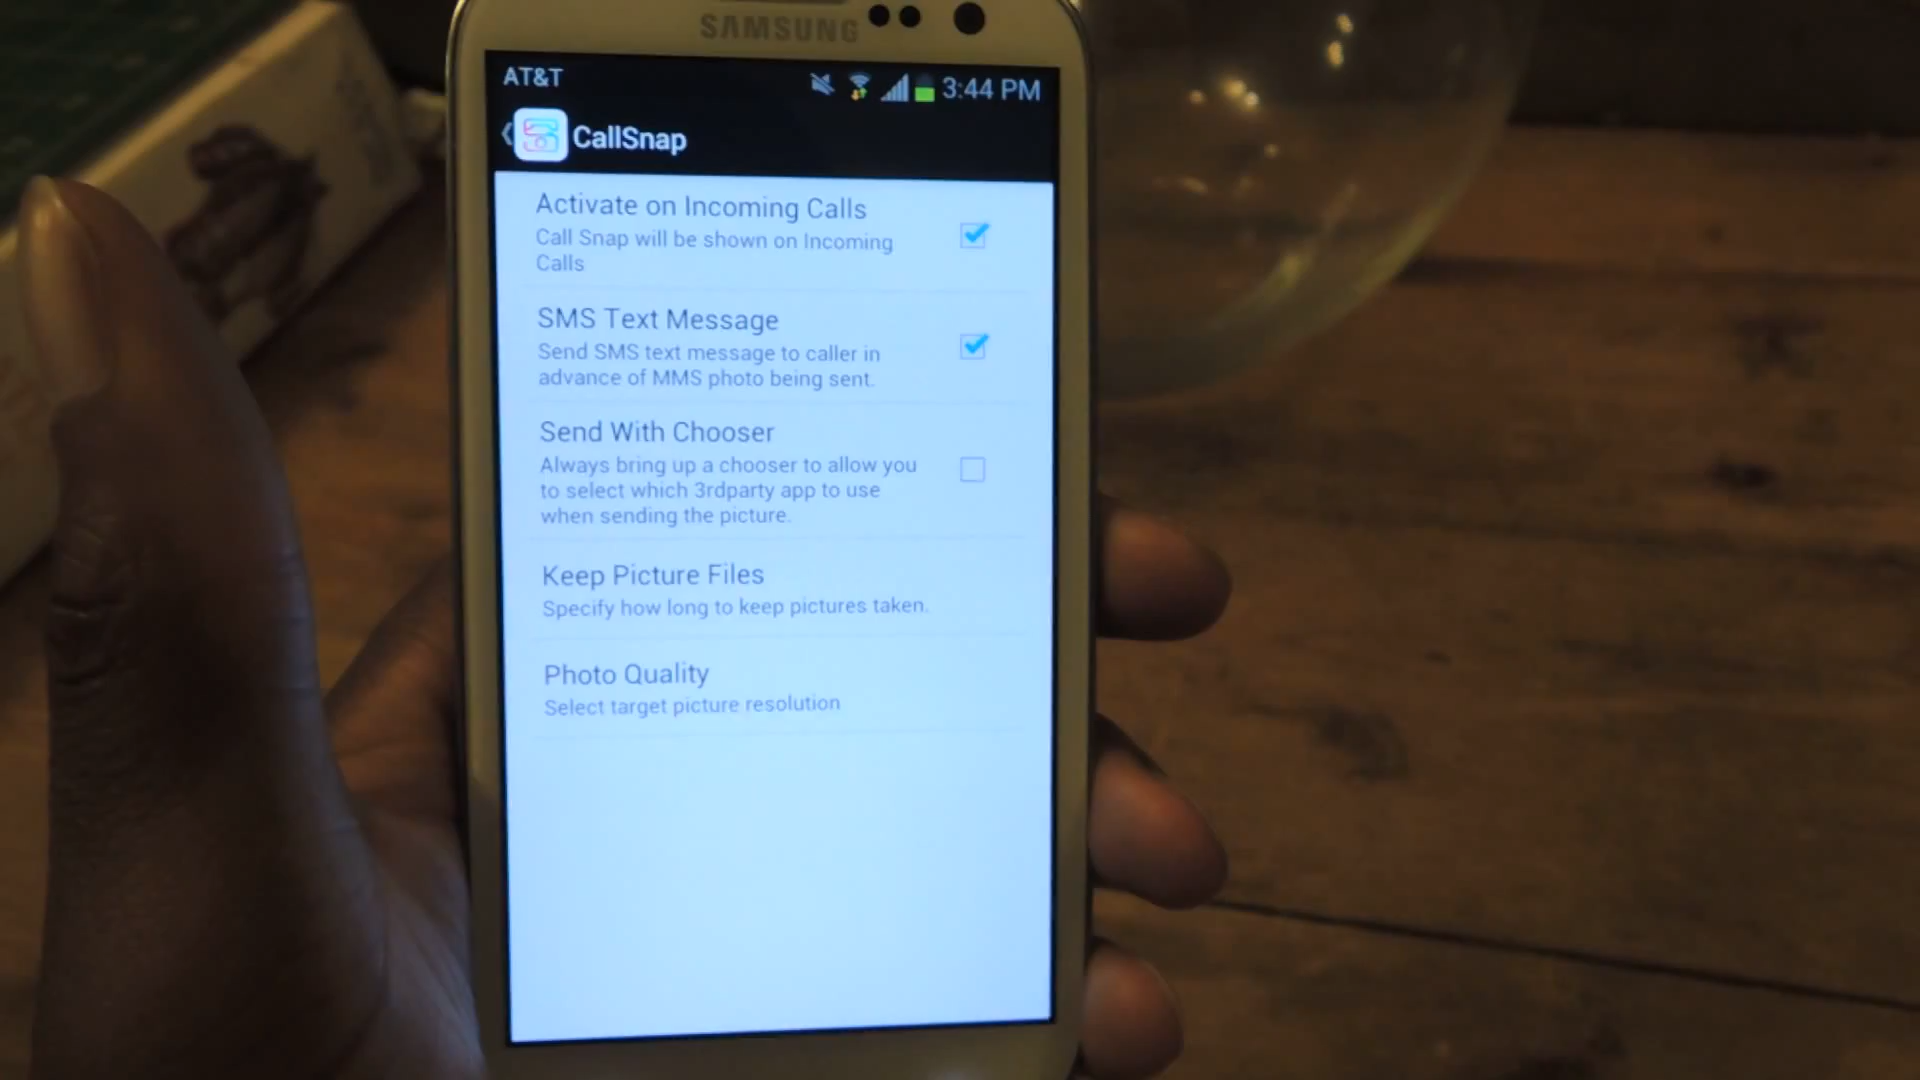 SAMSUNG
AT&T
3:44 PM
CallSnap
Activate on Incoming Calls
Call Snap will be shown on Incoming
Calls
SMS Text Message
Send SMS text message to caller in
advance of MMS photo being sent.
Send With Chooser
Always bring up a chooser to allow you
to select which 3rdparty app to use
when sending the picture.
Keep Picture Files
Specify how long to keep pictures taken.
Photo Quality
Select target picture resolution